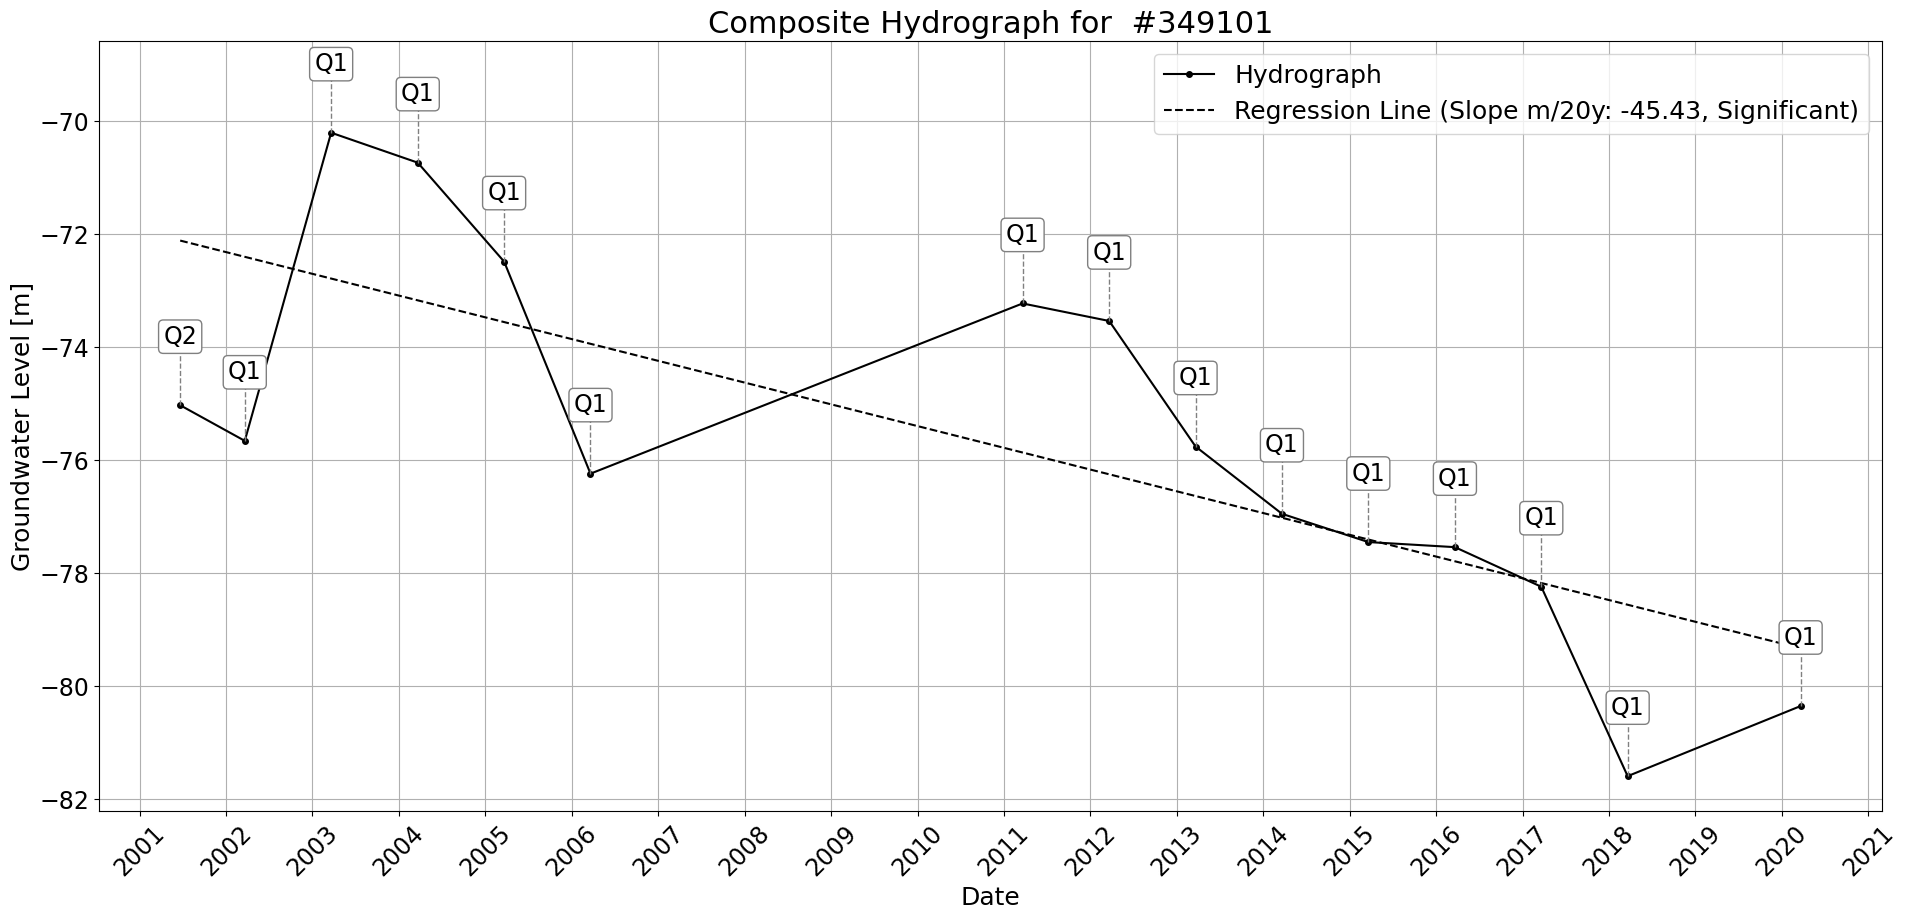 Composite Hydrograph for  #349101
Hydrograph
Regression Line (Slope m/20y: -45.43, Significant)
Groundwater Level [m]
−70
−72
−74
−76
−78
−80
−82
Q2
Q1
Q1
Q1
Q1
Q1
Q1
Q1
Q1
Q1
Q1
Q1
Q1
Q1
Q1
2001
2002
2003
2004
2005
2006
2007
2008
2009
2010
2011
2012
2013
2014
2015
2016
2017
2018
2019
2020
2021
Date